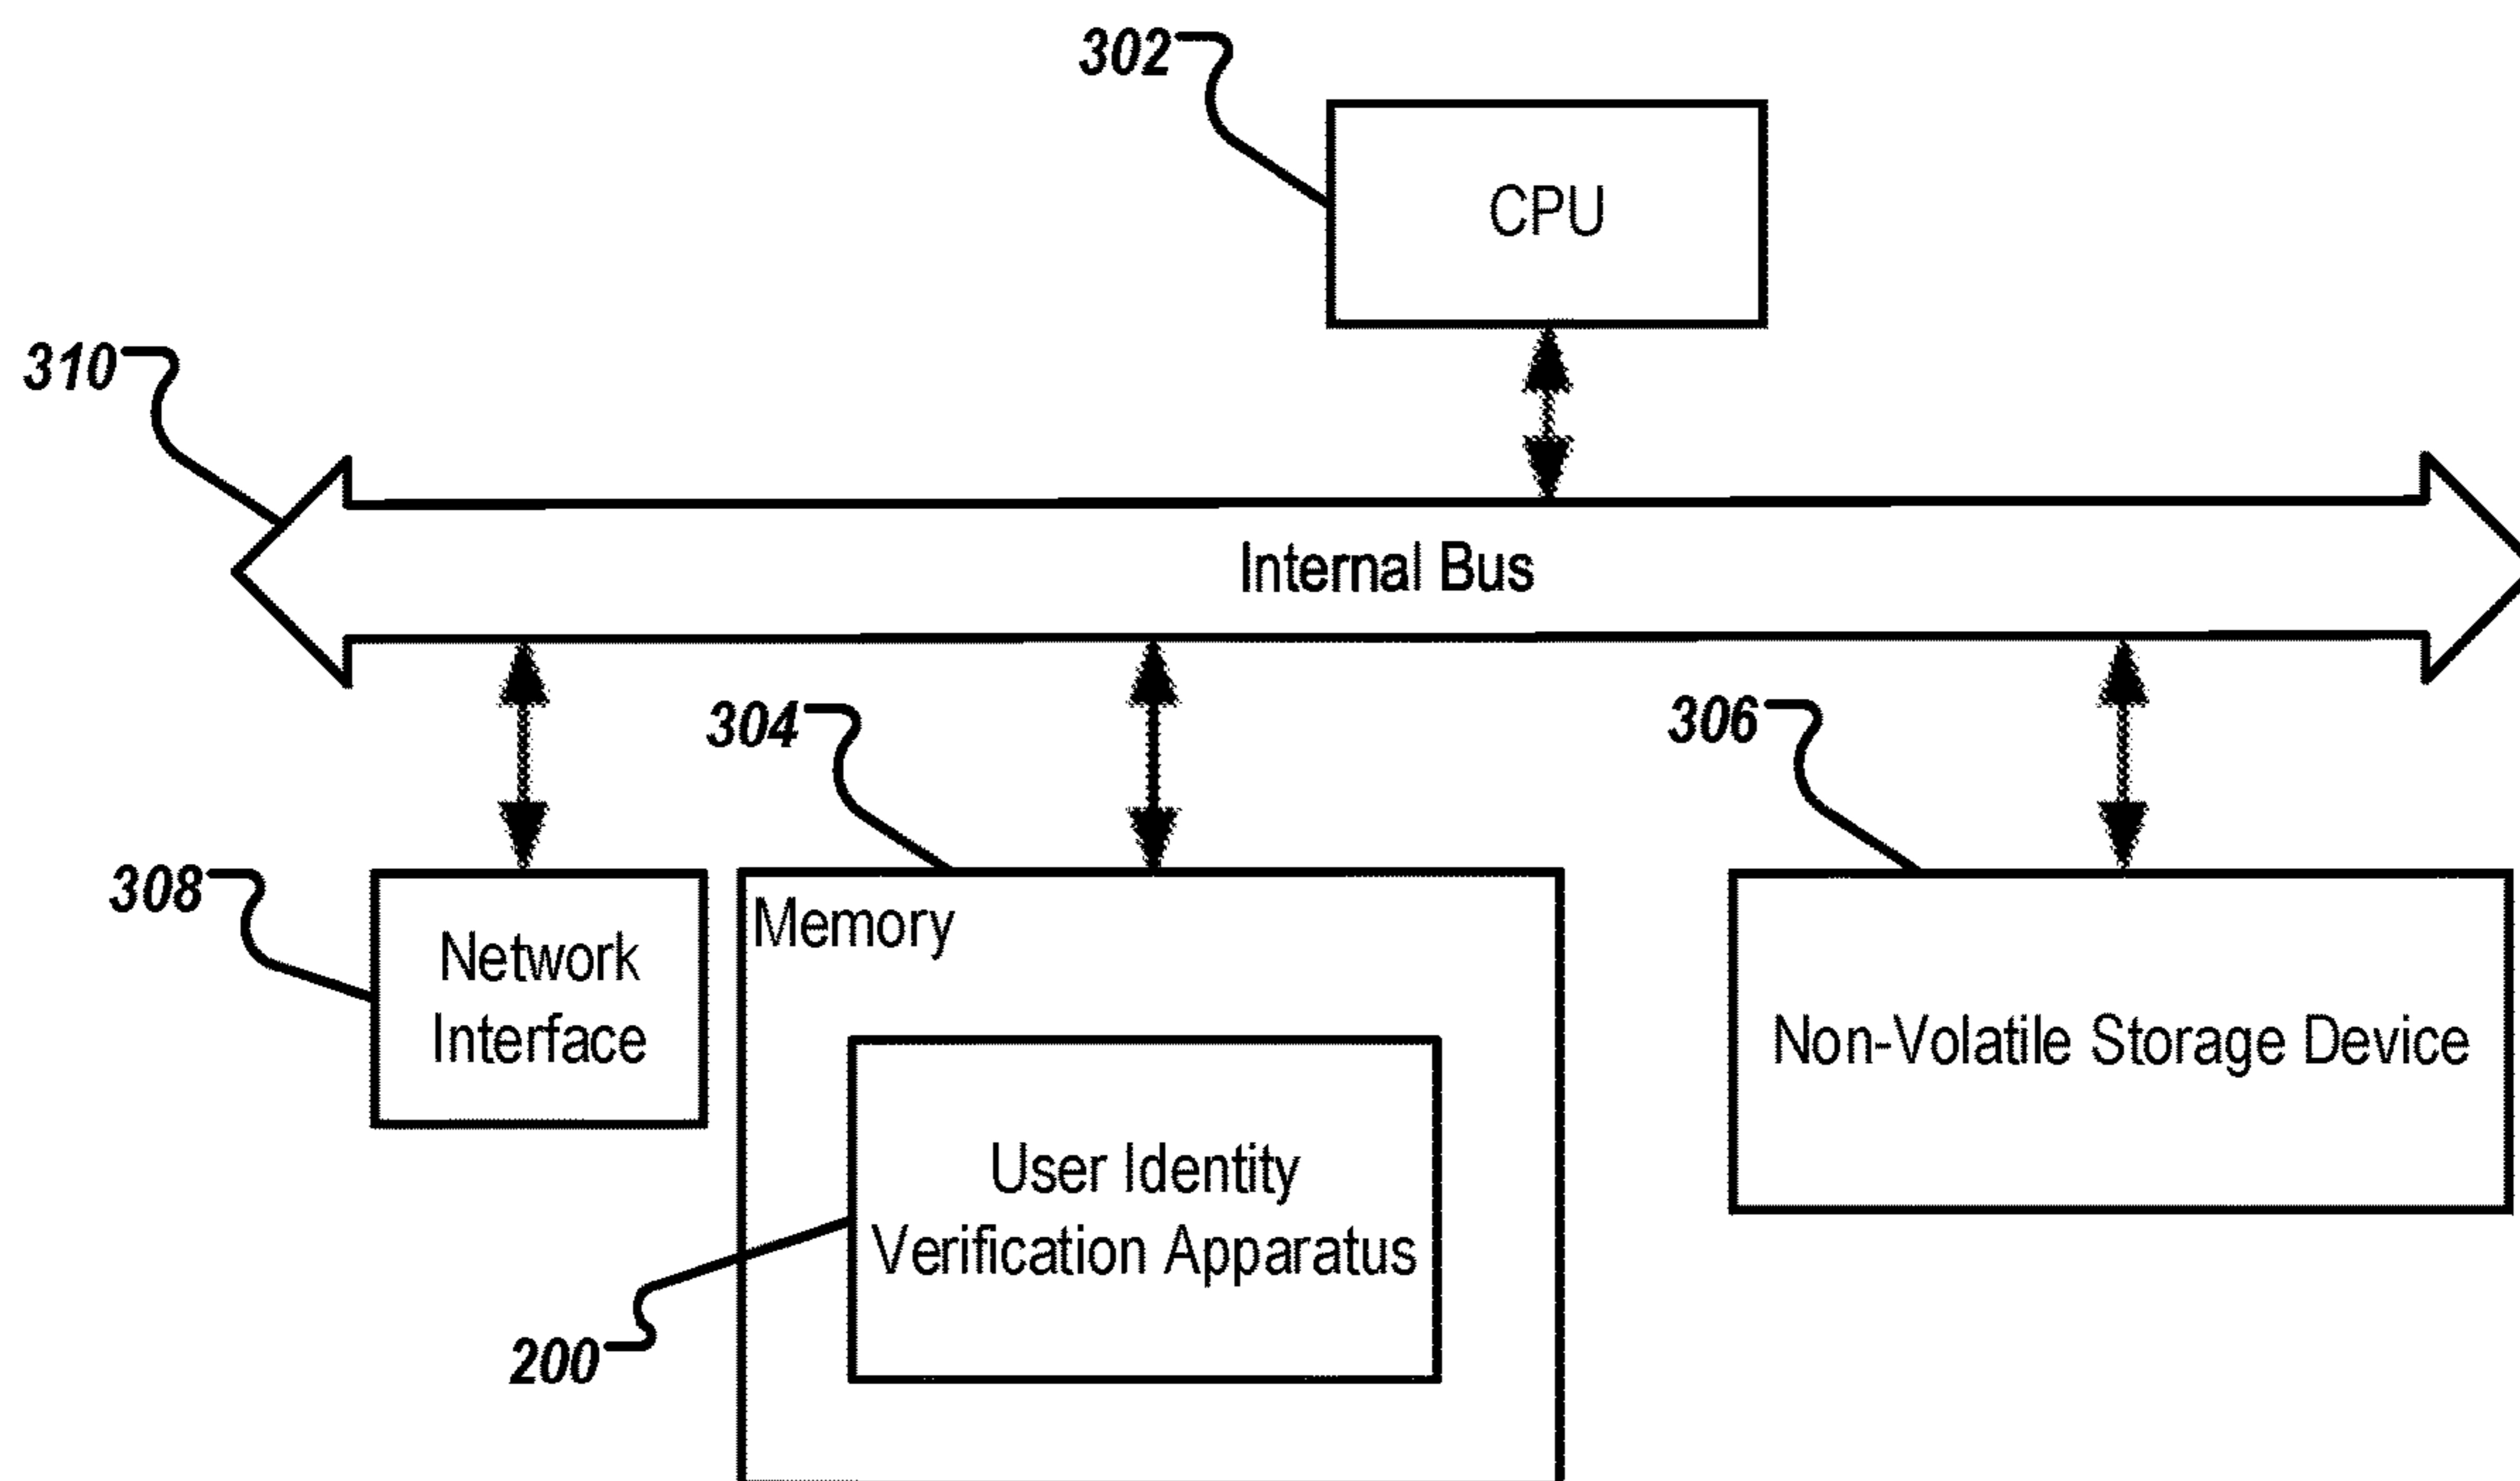 302
CPU
310
Internal Bus
304
306
308
Network
Interface
Memory
User Identity
Verification Apparatus
200
Non-Volatile Storage Device